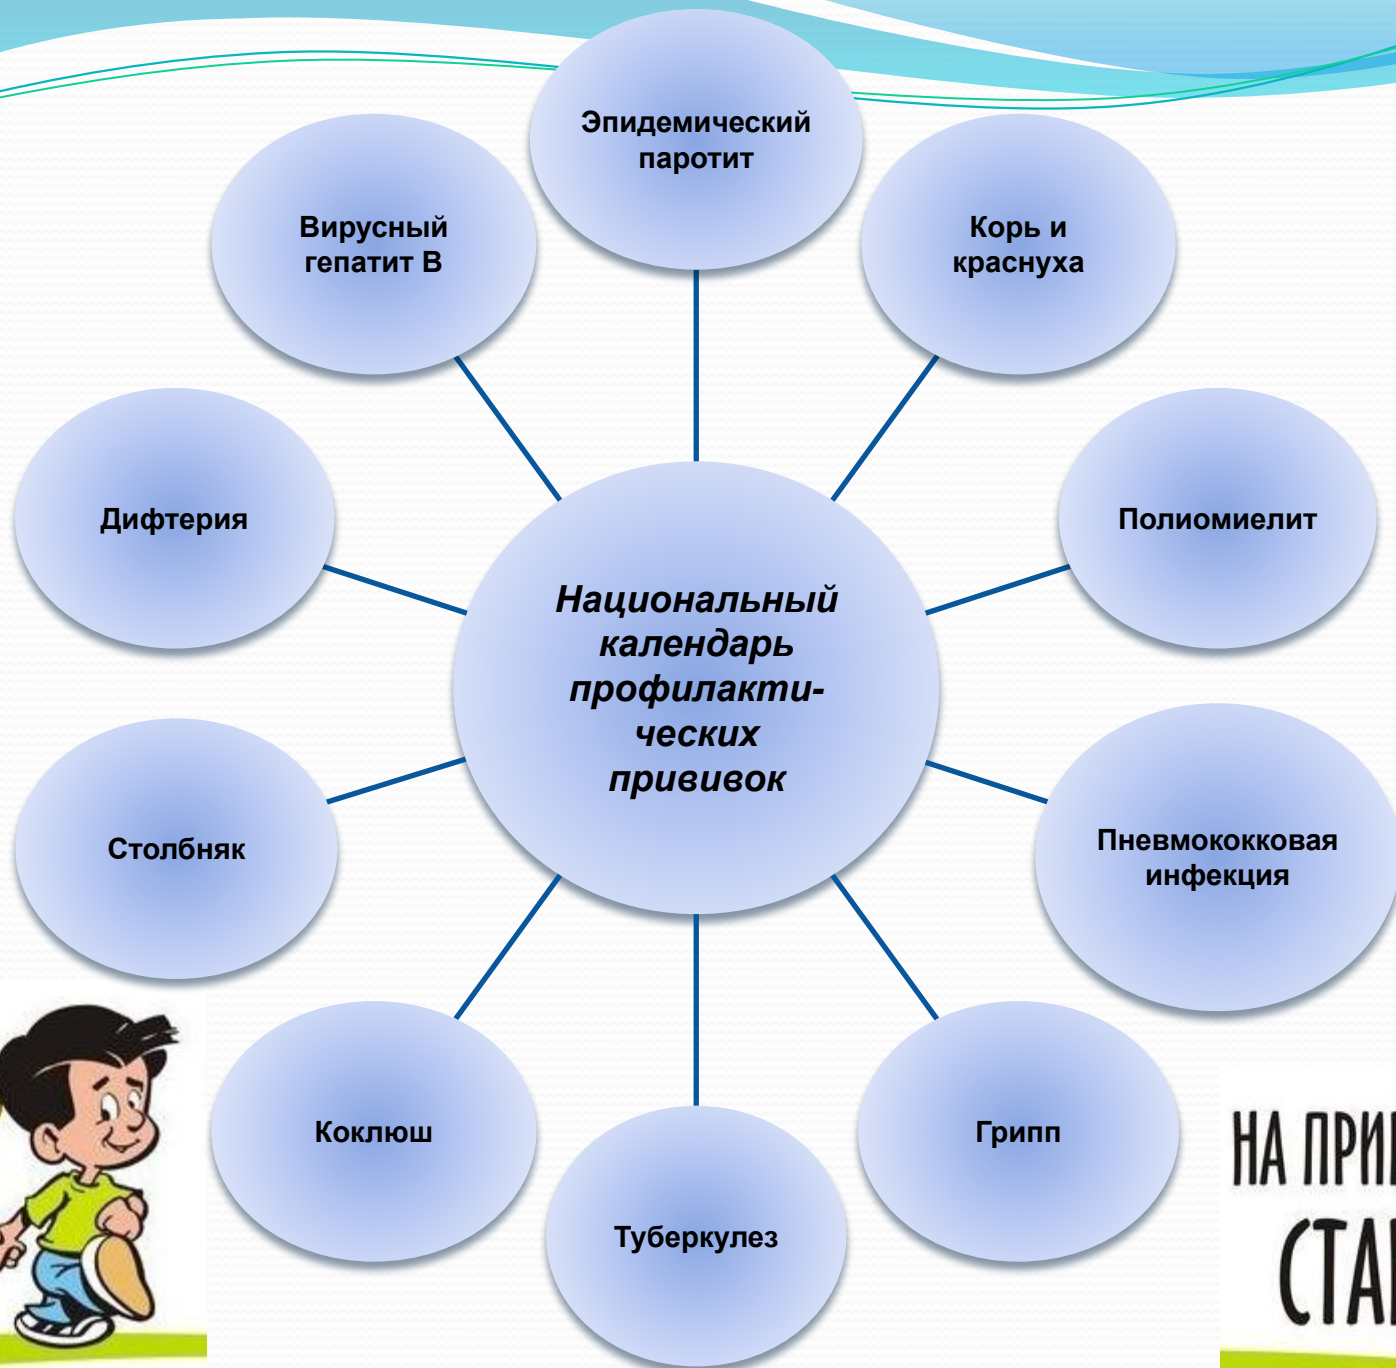 Эпидемический
паротит
Вирусный
гепатит В
Корь и
краснуха
Дифтерия
Полиомиелит
Национальный
календарь
профилакти-
ческих
прививок
Столбняк
Пневмококковая
инфекция
Коклюш
Грипп
Туберкулез
НА